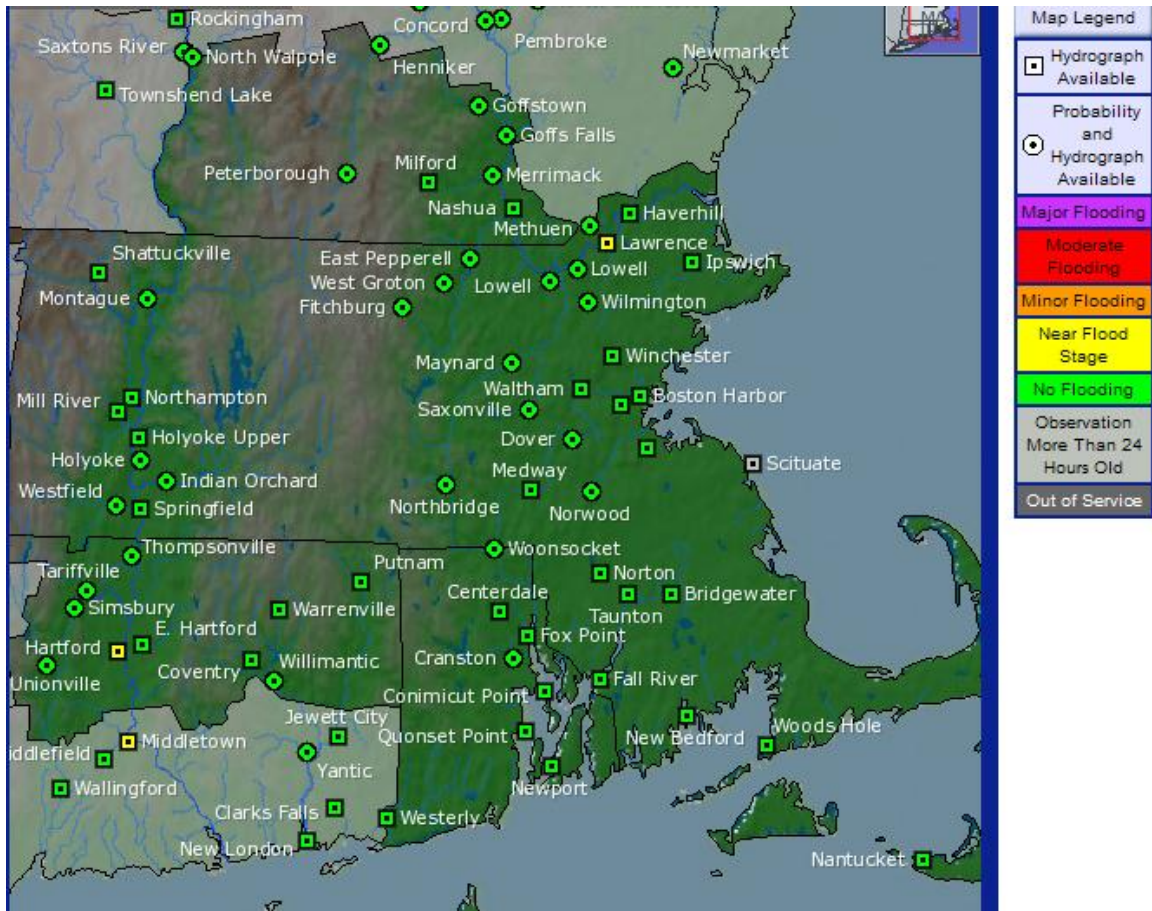 Rockingham
Concord
Pembroke
MA
Saxtons River
North Walpole
Henniker
Newmarket
Townshend Lake
Goffstown
Goffs Falls
Peterborough
Milford
Merrimack
Nashua
Haverhill
Methuen
Lawrence
Shattuckville
East Pepperell
Lowell
Ipswich
West Groton
Lowell
Montague
Fitchburg
Wilmington
Maynard
Winchester
Waltham
Mill River
Northampton
Boston Harbor
Saxonville
Holyoke Upper
Dover
Holyoke
Medway
Scituate
Indian Orchard
Westfield
Springfield
Northbridge
Norwood
Thompsonville
Woonsocket
Tariffville
Putnam
Norton
Simsbury
Warrenville
Centerdale
Taunton
Bridgewater
E. Hartford
Fox Point
Hartford
Coventry
Willimantic
Cranston
Unionville
Conimicut Point
Fall River
Jewett City
Middletown
Quonset Point
New Bedford
Woods Hole
iddlefield
Yantic
Wallingford
Newport
Clarks Falls
Westerly
New London
Nantucket
Map Legend
Hydrograph
Available
Probability
and
Hydrograph
Available
Major Flooding
Moderate
Flooding
Minor Flooding
Near Flood
Stage
No Flooding
Observation
More Than 24
Hours Old
Out of Service